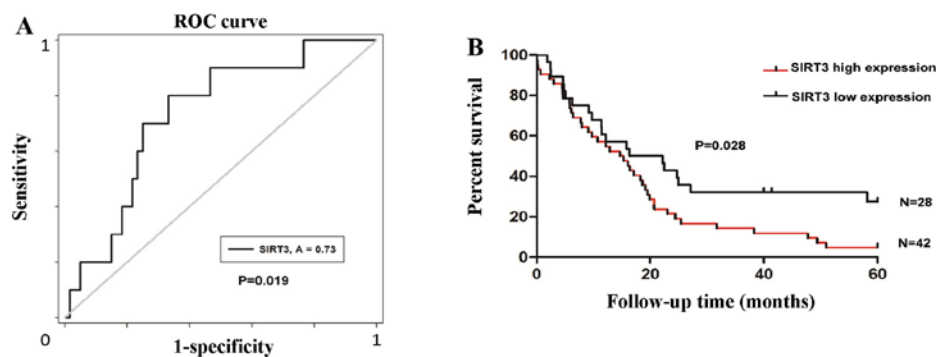 A
ROC curve
1
Sensitivity
SIRT3, A = 0.73
P=0.019
0
1
1-specificity
B
100
80
60
40
20
0
Percent survival
SIRT3 high expression
SIRT3 low expression
P=0.028
N=28
N=42
0
20
40
60
Follow-up time (months)